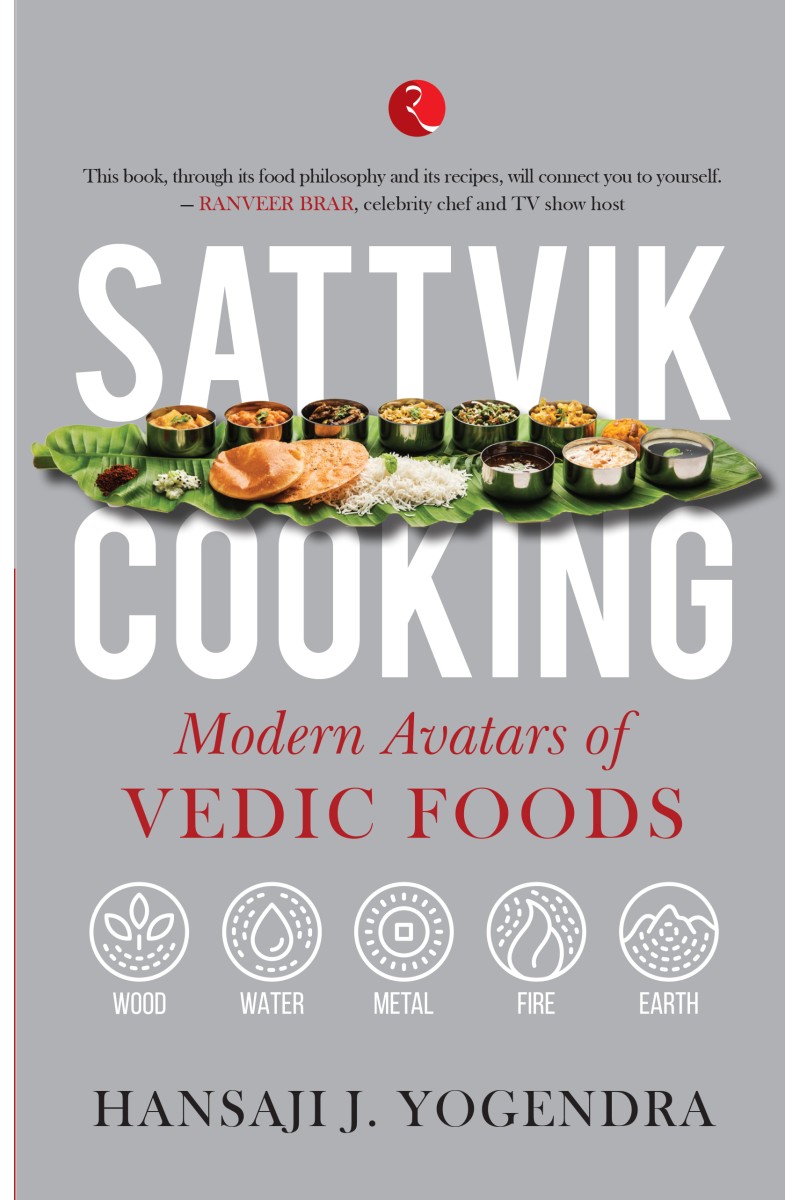 This book, through its food philosophy and its recipes, will connect you to yourself.
— RANVEER BRAR, celebrity chef and TV show host
SATTVIK
COOKING
Modern Avatars of
VEDIC FOODS
WOOD WATER METAL FIRE EARTH
HANSAJI J. YOGENDRA